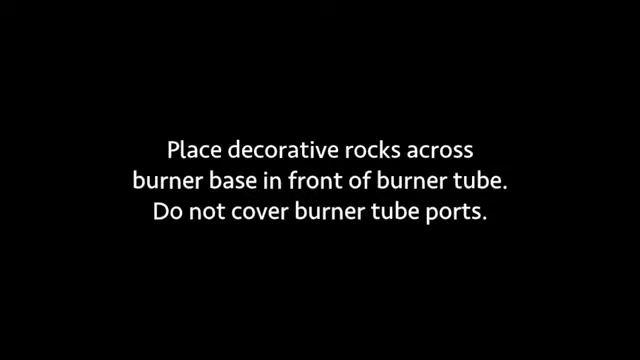 Place decorative rocks across
burner base in front of burner tube.
Do not cover burner tube ports.